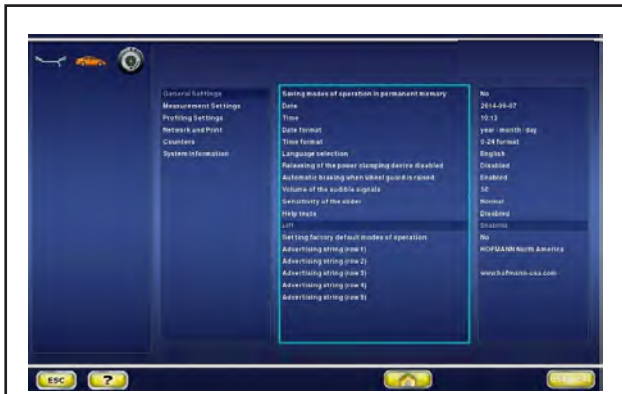 General Settings
Measurement Settings
Profiling Settings
Network and Print
Counters
System Information
Saving modes of operation in permanent memory
Date
Time
Date format
Time format
Language selection
Releasing of the power clamping device disabled
Automatic braking when wheel guard is raised
Volume of the audible signals
Sensitivity of the slider
Help texts
Lift
Setting factory default modes of operation
Advertising string (row 1)
Advertising string (row 2)
Advertising string (row 3)
Advertising string (row 4)
Advertising string (row 5)
No
2014-09-07
10:13
year / month / day
0-24 format
English
Disabled
Enabled
50
Normal
Disabled
Enabled
No
HOFMANN North America
www.hofmann-usa.com
ESC
?